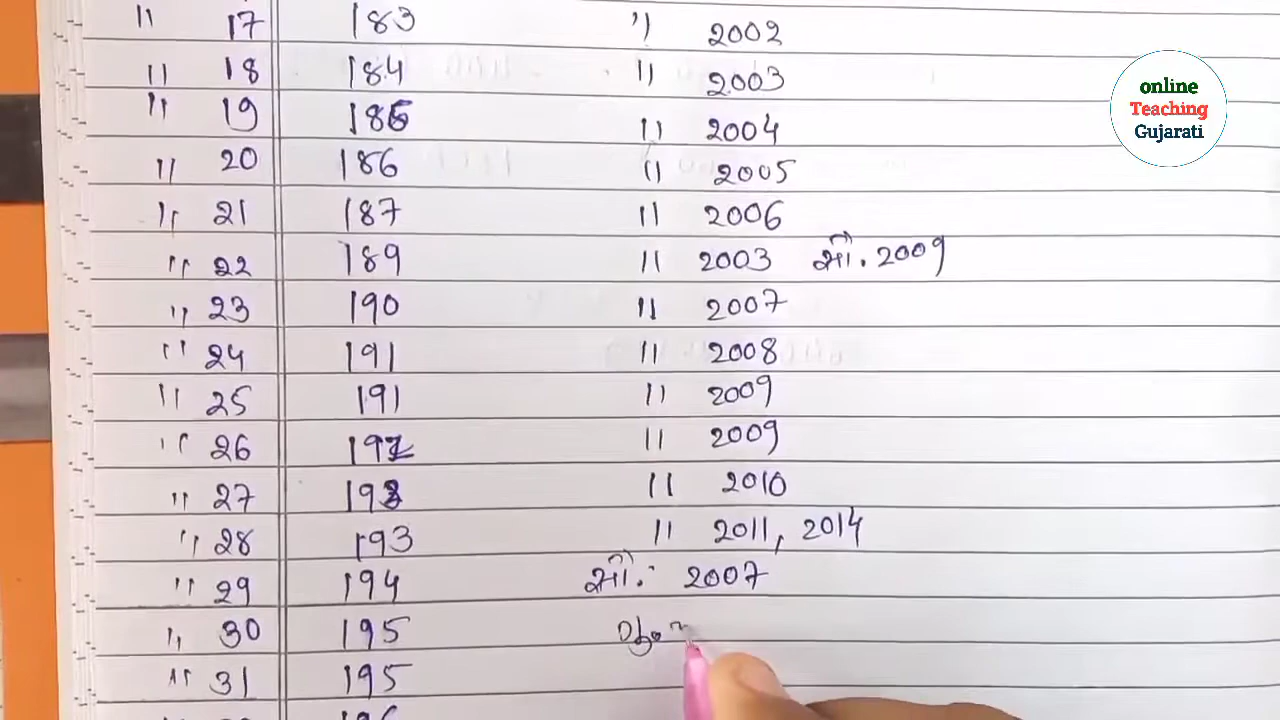 " 17 183 " 2002
" 18 184 " 2003
" 19 185 " 2004
" 20 186 " 2005
" 21 187 " 2006
" 22 189 " 2003 ઓ. 2009
" 23 190 " 2007
" 24 191 " 2008
" 25 191 " 2009
" 26 192 " 2009
" 27 193 " 2010
" 28 193 " 2011, 2014
" 29 194 ઓ. 2007
" 30 195
" 31 195
196
online
Teaching
Gujarati